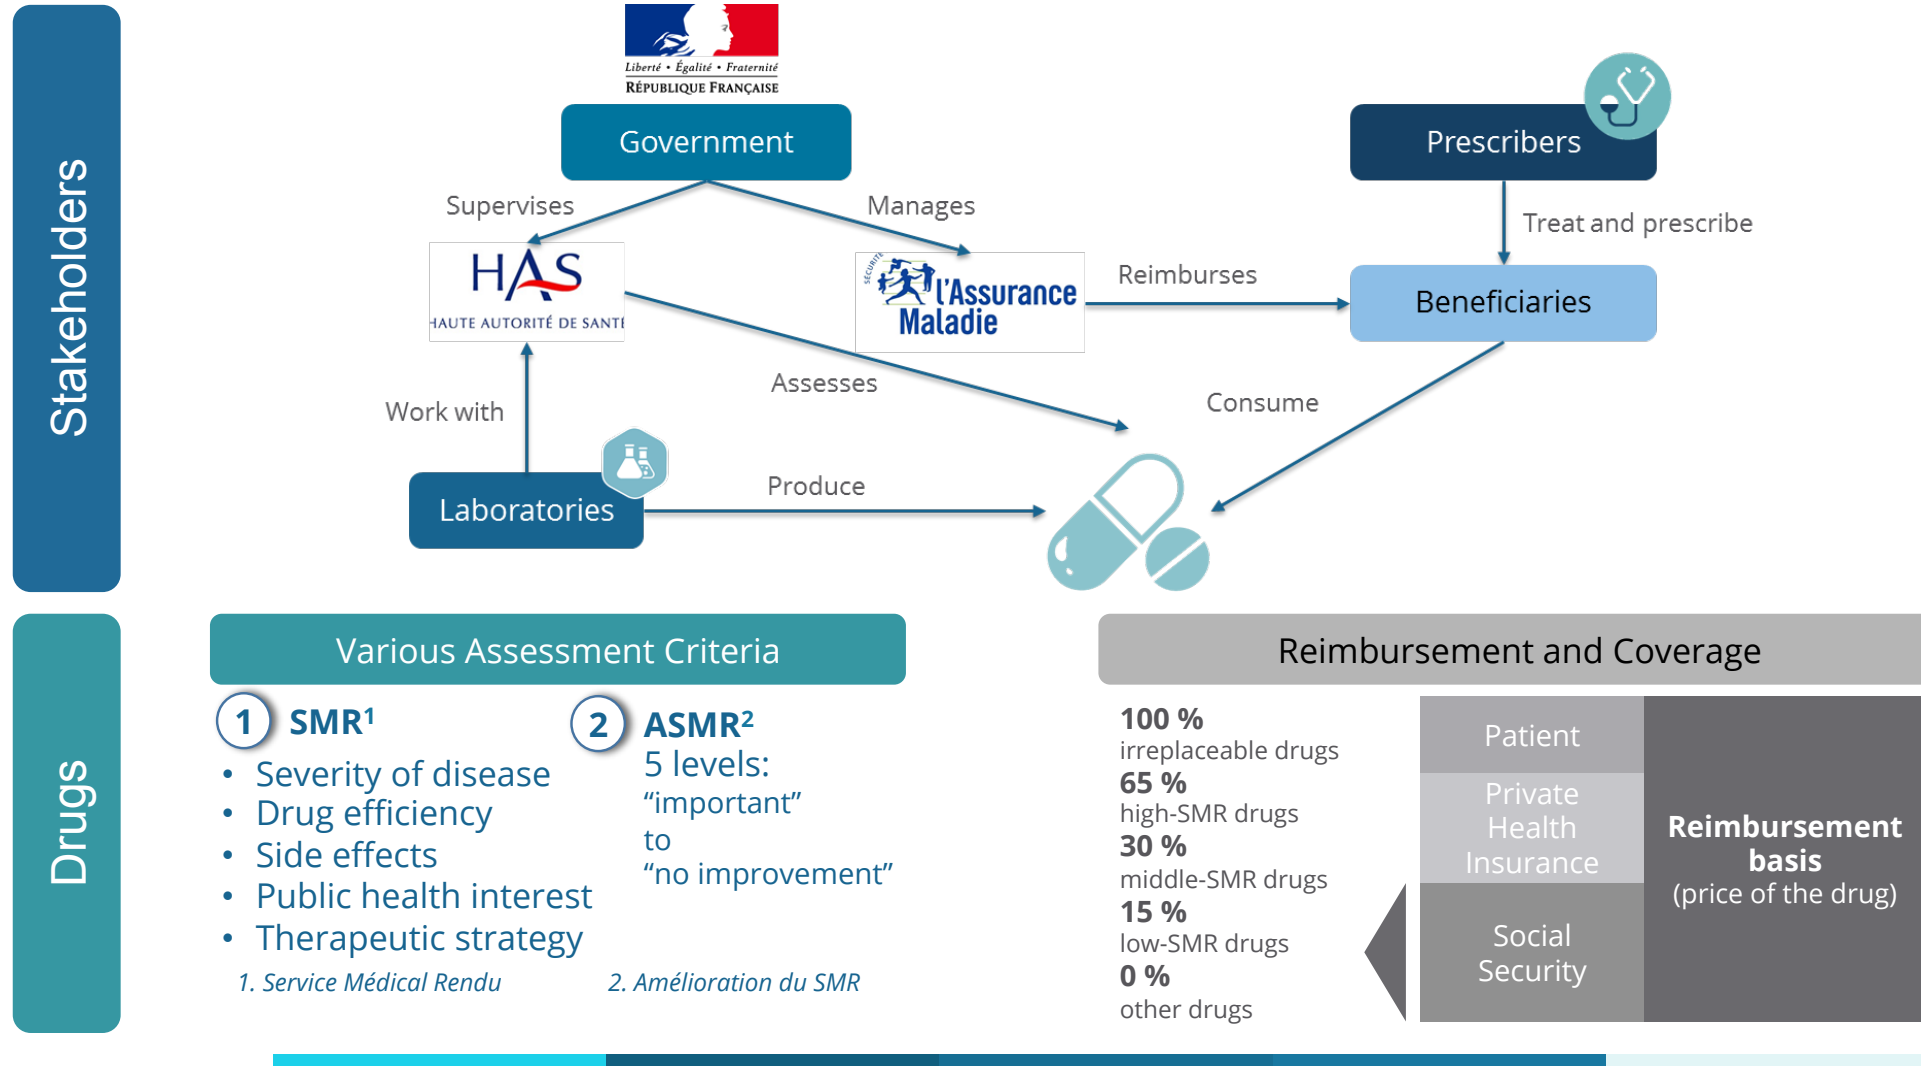 Stakeholders
Liberté • Égalité • Fraternité
RÉPUBLIQUE FRANÇAISE
Government
Prescribers
Supervises
Manages
Treat and prescribe
HAS
HAUTE AUTORITÉ DE SANTÉ
SÉCURITÉ
l'Assurance
Maladie
Reimburses
Beneficiaries
Assesses
Consume
Work with
Laboratories
Produce
Drugs
Various Assessment Criteria
1 SMR¹
• Severity of disease
• Drug efficiency
• Side effects
• Public health interest
• Therapeutic strategy
1. Service Médical Rendu
2 ASMR²
5 levels:
“important”
to
“no improvement”
2. Amélioration du SMR
Reimbursement and Coverage
100 %
irreplaceable drugs
65 %
high-SMR drugs
30 %
middle-SMR drugs
15 %
low-SMR drugs
0 %
other drugs
Patient
Private
Health
Insurance
Social
Security
Reimbursement
basis
(price of the drug)